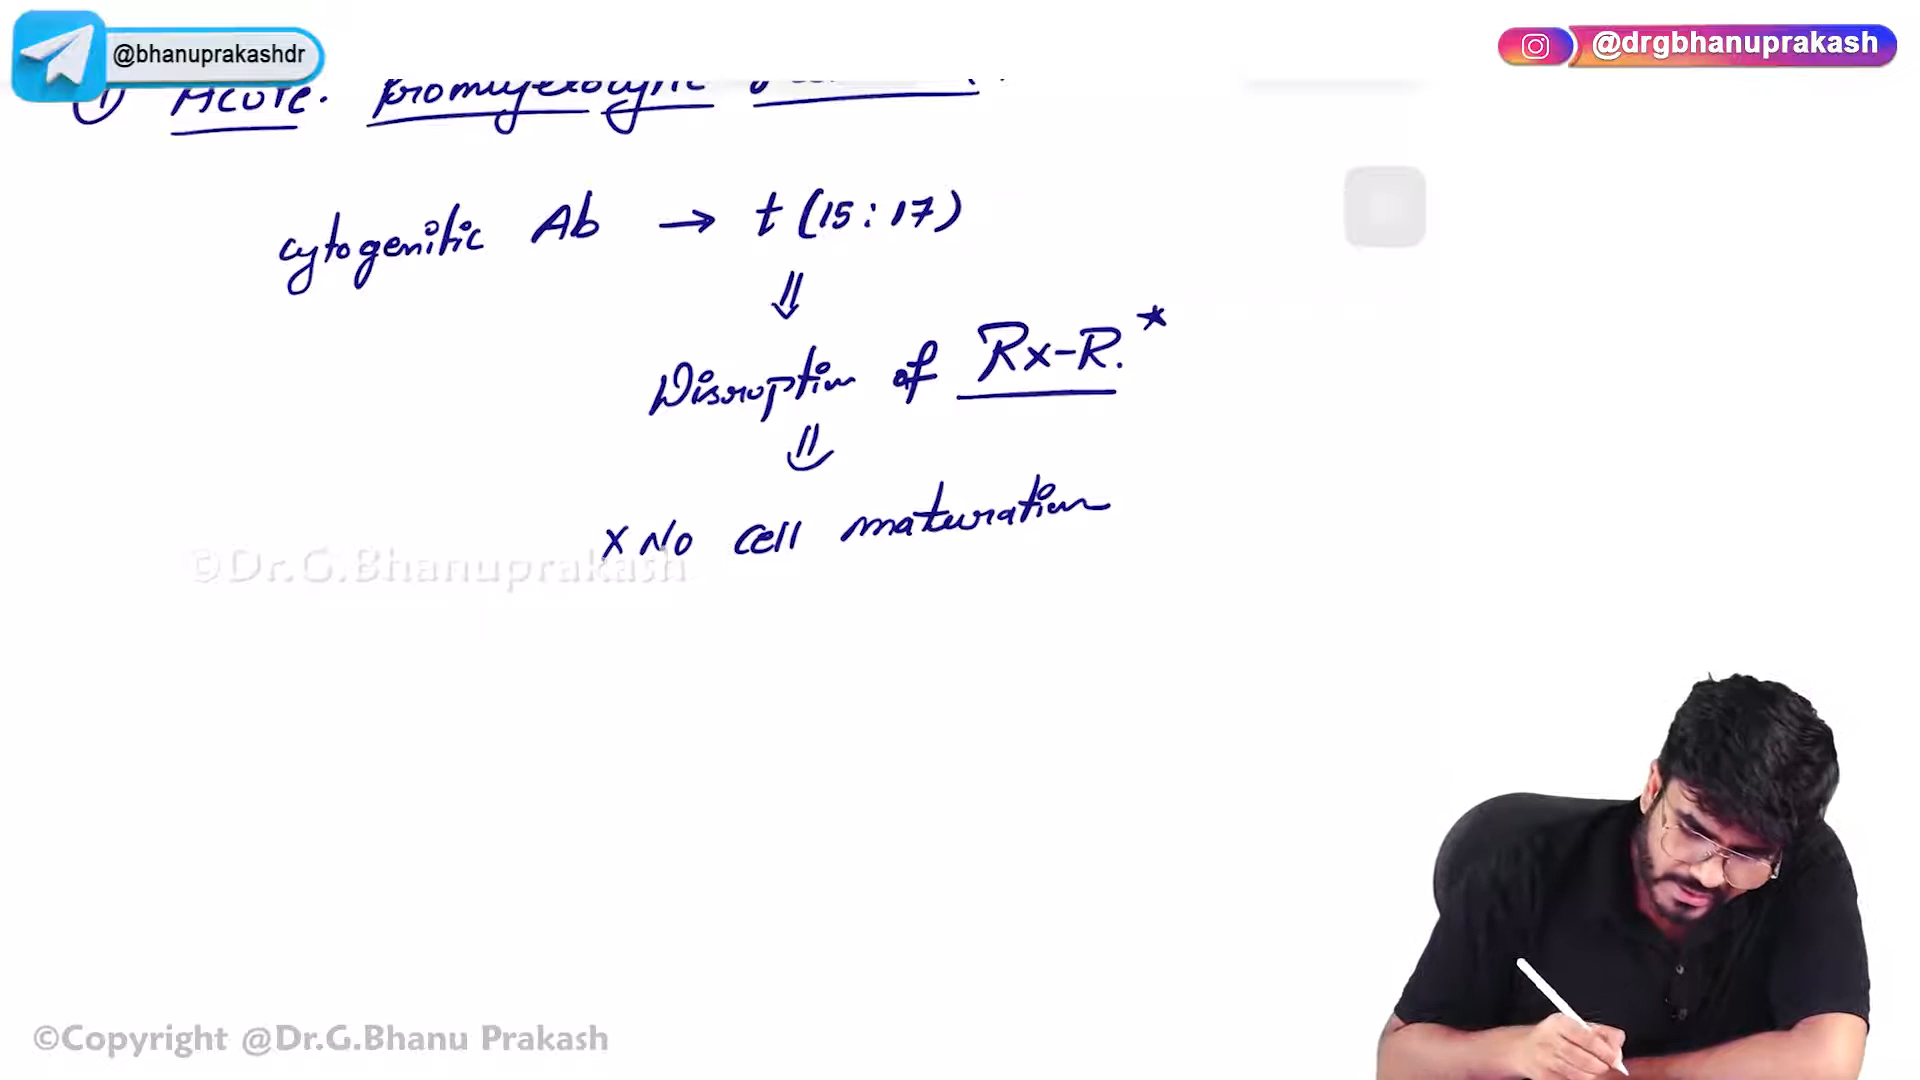 @bhanuprakashdr
@drgbhanuprakash
1) Acute. promyelocytic
cytogenitic Ab → t (15:17)
⇓
Disruption of Rx-R.*
⇓
x No cell maturation
©Dr.G.Bhanuprakash
©Copyright @Dr.G.Bhanu Prakash